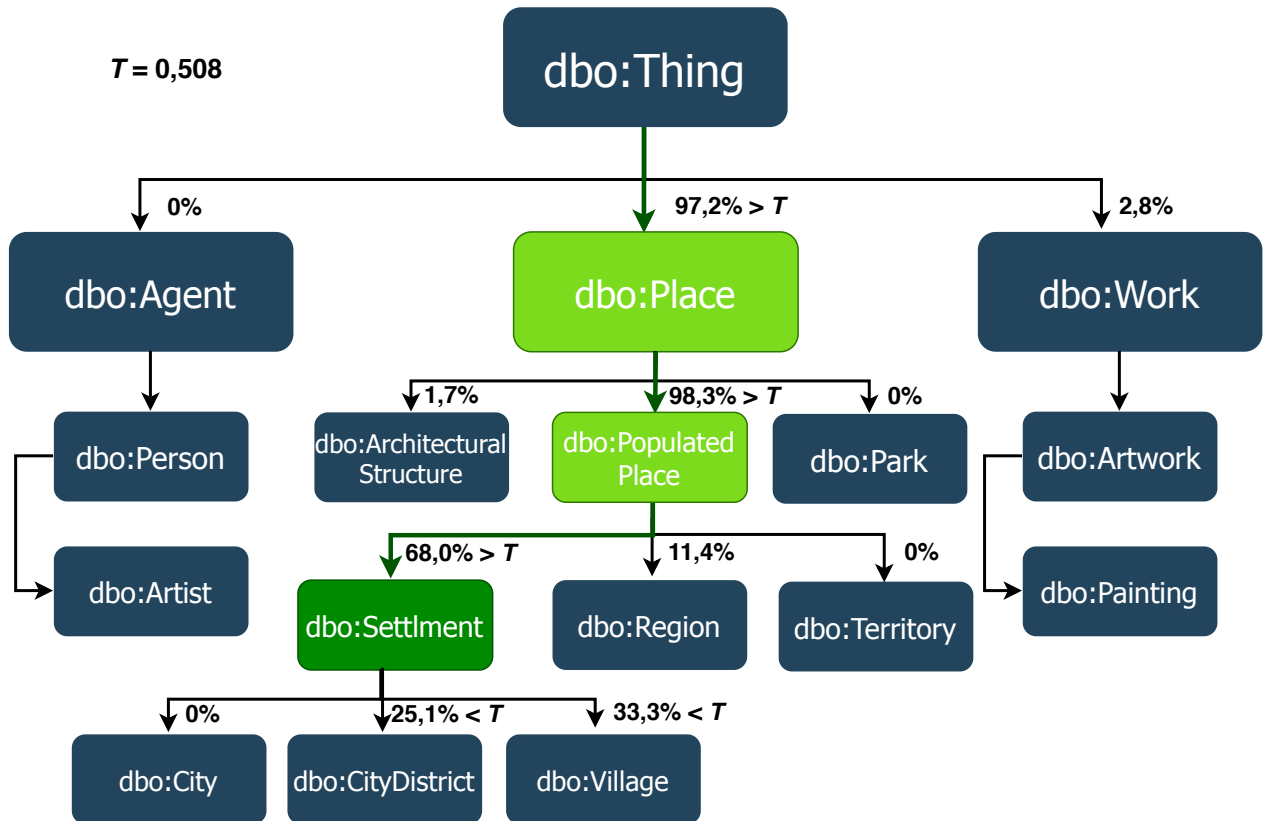 dbo:Thing
T = 0,508
0%
97,2% > T
2,8%
dbo:Agent
dbo:Place
dbo:Work
1,7%
98,3% > T
0%
dbo:Person
dbo:Architectural
Structure
dbo:Populated
Place
dbo:Park
dbo:Artwork
68,0% > T
11,4%
0%
dbo:Artist
dbo:Settlment
dbo:Region
dbo:Territory
dbo:Painting
0%
25,1% < T
33,3% < T
dbo:City
dbo:CityDistrict
dbo:Village